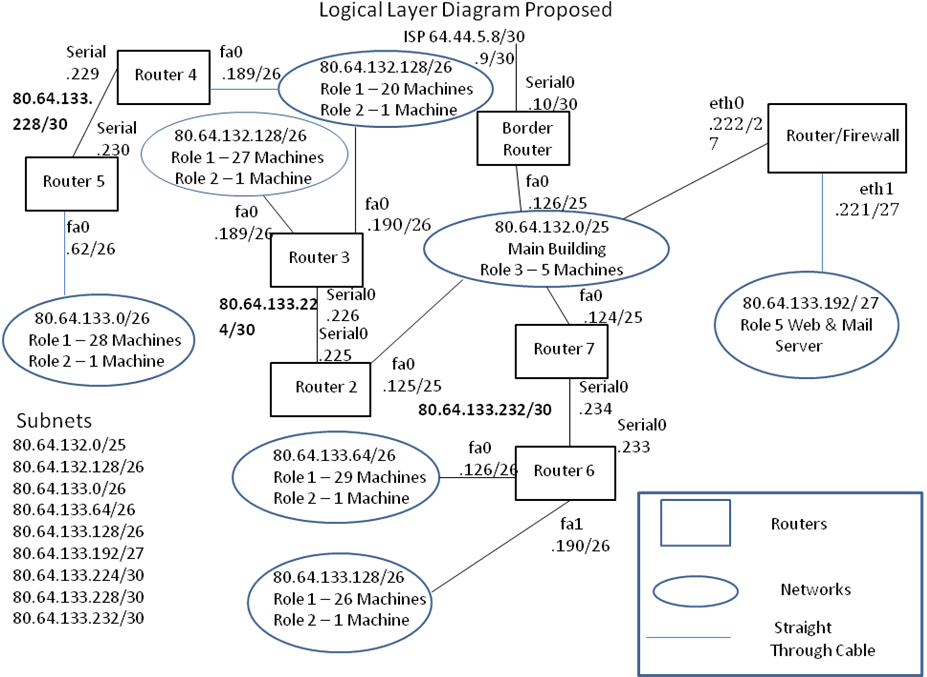 Logical Layer Diagram Proposed
ISP 64.44.5.8/30
.9/30
Serial0
.10/30
Border
Router
fa0
.126/25
Serial
.229
Router 4
fa0
.189/26
80.64.133.
228/30
Serial
.230
Router 5
fa0
.62/26
80.64.133.0/26
Role 1 – 28 Machines
Role 2 – 1 Machine
80.64.132.128/26
Role 1 – 20 Machines
Role 2 – 1 Machine
80.64.132.128/26
Role 1 – 27 Machines
Role 2 – 1 Machine
fa0
.189/26
fa0
.190/26
Router 3
80.64.133.22
4/30
Serial0
.226
Serial0
.225
Router 2
fa0
.125/25
80.64.132.0/25
Main Building
Role 3 – 5 Machines
eth0
.222/2
7
Router/Firewall
eth1
.221/27
80.64.133.192/27
Role 5 Web & Mail
Server
fa0
.124/25
Router 7
Serial0
.234
80.64.133.232/30
Serial0
.233
Router 6
fa0
.126/26
80.64.133.64/26
Role 1 – 29 Machines
Role 2 – 1 Machine
fa1
.190/26
80.64.133.128/26
Role 1 – 26 Machines
Role 2 – 1 Machine
Subnets
80.64.132.0/25
80.64.132.128/26
80.64.133.0/26
80.64.133.64/26
80.64.133.128/26
80.64.133.192/27
80.64.133.224/30
80.64.133.228/30
80.64.133.232/30
Routers
Networks
Straight
Through Cable